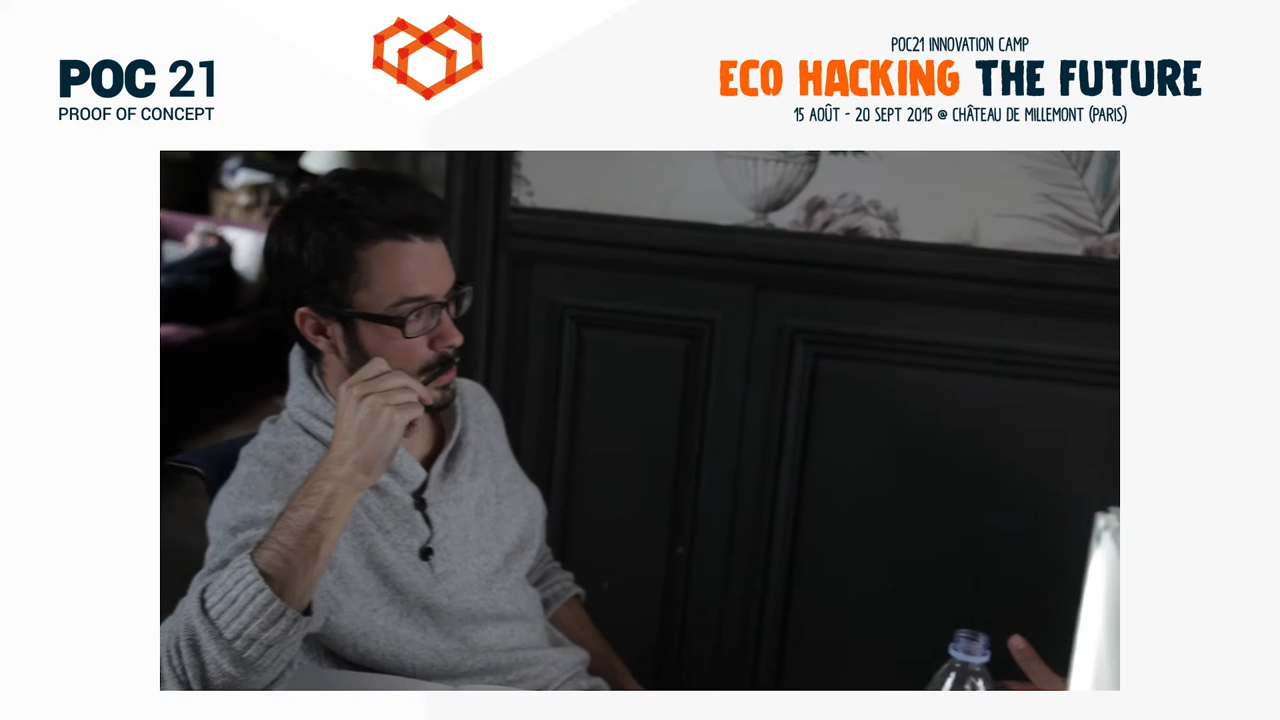 POC 21
PROOF OF CONCEPT
POC21 INNOVATION CAMP
ECO HACKING THE FUTURE
15 AOÛT - 20 SEPT 2015 @ CHÂTEAU DE MILLEMONT (PARIS)